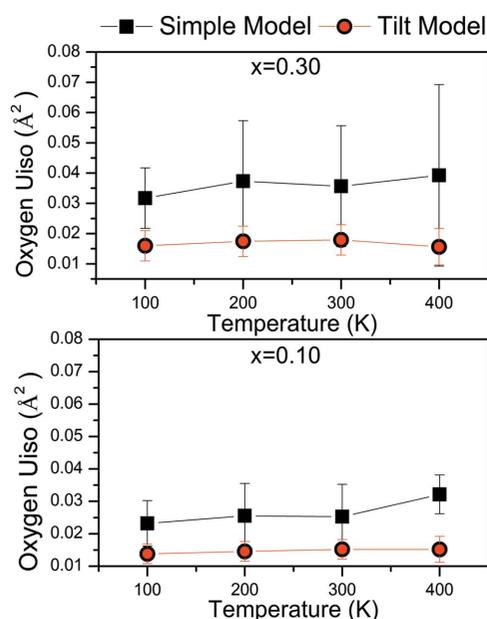 Simple Model Tilt Model
x=0.30
Oxygen Uiso (Å²)
0.08
0.07
0.06
0.05
0.04
0.03
0.02
0.01
100 200 300 400
Temperature (K)
x=0.10
Oxygen Uiso (Å²)
0.08
0.07
0.06
0.05
0.04
0.03
0.02
0.01
100 200 300 400
Temperature (K)